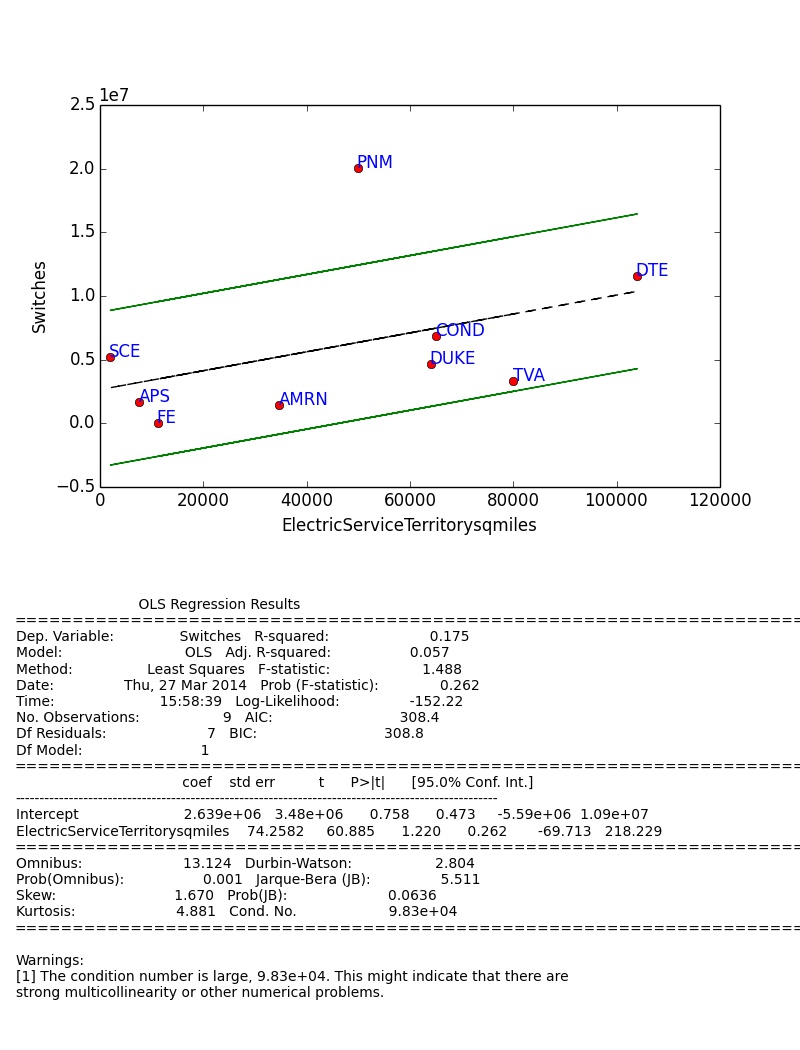 1e7
2.5
2.0
1.5
1.0
0.5
0.0
−0.5
Switches
PNM
DTE
COND
SCE
DUKE
TVA
APS
AMRN
FE
0 20000 40000 60000 80000 100000 120000
ElectricServiceTerritorysqmiles
OLS Regression Results
==============================================================================
Dep. Variable: Switches R-squared: 0.175
Model: OLS Adj. R-squared: 0.057
Method: Least Squares F-statistic: 1.488
Date: Thu, 27 Mar 2014 Prob (F-statistic): 0.262
Time: 15:58:39 Log-Likelihood: -152.22
No. Observations: 9 AIC: 308.4
Df Residuals: 7 BIC: 308.8
Df Model: 1
==============================================================================
coef std err t P>|t| [95.0% Conf. Int.]
------------------------------------------------------------------------------
Intercept 2.639e+06 3.48e+06 0.758 0.473 -5.59e+06 1.09e+07
ElectricServiceTerritorysqmiles 74.2582 60.885 1.220 0.262 -69.713 218.229
==============================================================================
Omnibus: 13.124 Durbin-Watson: 2.804
Prob(Omnibus): 0.001 Jarque-Bera (JB): 5.511
Skew: 1.670 Prob(JB): 0.0636
Kurtosis: 4.881 Cond. No. 9.83e+04
==============================================================================
Warnings:
[1] The condition number is large, 9.83e+04. This might indicate that there are
strong multicollinearity or other numerical problems.